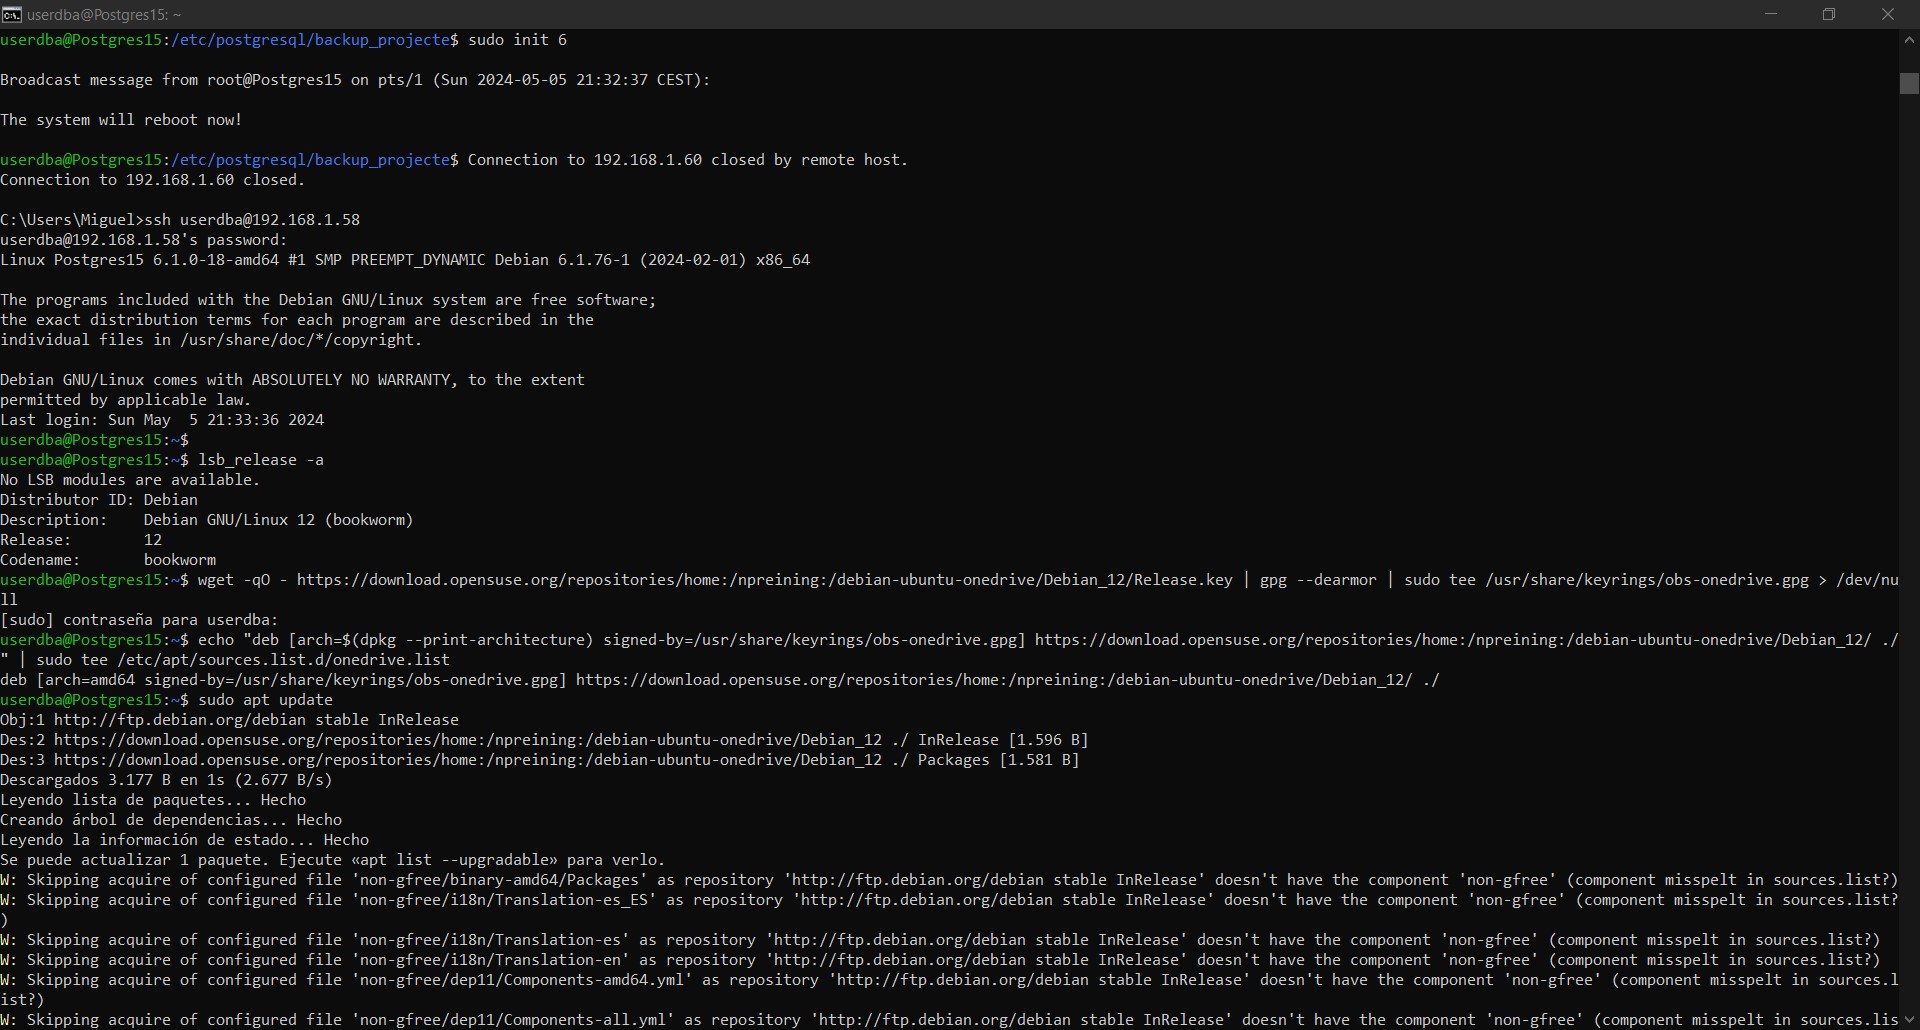 userdba@Postgres15: ~
userdba@Postgres15:/etc/postgresql/backup_projecte$ sudo init 6
Broadcast message from root@Postgres15 on pts/1 (Sun 2024-05-05 21:32:37 CEST):
The system will reboot now!
userdba@Postgres15:/etc/postgresql/backup_projecte$ Connection to 192.168.1.60 closed by remote host.
Connection to 192.168.1.60 closed.
C:\Users\Miguel>ssh userdba@192.168.1.58
userdba@192.168.1.58's password:
Linux Postgres15 6.1.0-18-amd64 #1 SMP PREEMPT_DYNAMIC Debian 6.1.76-1 (2024-02-01) x86_64
The programs included with the Debian GNU/Linux system are free software;
the exact distribution terms for each program are described in the
individual files in /usr/share/doc/*/copyright.
Debian GNU/Linux comes with ABSOLUTELY NO WARRANTY, to the extent
permitted by applicable law.
Last login: Sun May  5 21:33:36 2024
userdba@Postgres15:~$
userdba@Postgres15:~$ lsb_release -a
No LSB modules are available.
Distributor ID: Debian
Description:    Debian GNU/Linux 12 (bookworm)
Release:        12
Codename:       bookworm
userdba@Postgres15:~$ wget -qO - https://download.opensuse.org/repositories/home:/npreining:/debian-ubuntu-onedrive/Debian_12/Release.key | gpg --dearmor | sudo tee /usr/share/keyrings/obs-onedrive.gpg > /dev/nu
ll
[sudo] contraseña para userdba:
userdba@Postgres15:~$ echo "deb [arch=$(dpkg --print-architecture) signed-by=/usr/share/keyrings/obs-onedrive.gpg] https://download.opensuse.org/repositories/home:/npreining:/debian-ubuntu-onedrive/Debian_12/ ./
" | sudo tee /etc/apt/sources.list.d/onedrive.list
deb [arch=amd64 signed-by=/usr/share/keyrings/obs-onedrive.gpg] https://download.opensuse.org/repositories/home:/npreining:/debian-ubuntu-onedrive/Debian_12/ ./
userdba@Postgres15:~$ sudo apt update
Obj:1 http://ftp.debian.org/debian stable InRelease
Des:2 https://download.opensuse.org/repositories/home:/npreining:/debian-ubuntu-onedrive/Debian_12 ./ InRelease [1.596 B]
Des:3 https://download.opensuse.org/repositories/home:/npreining:/debian-ubuntu-onedrive/Debian_12 ./ Packages [1.581 B]
Descargados 3.177 B en 1s (2.677 B/s)
Leyendo lista de paquetes... Hecho
Creando árbol de dependencias... Hecho
Leyendo la información de estado... Hecho
Se puede actualizar 1 paquete. Ejecute «apt list --upgradable» para verlo.
W: Skipping acquire of configured file 'non-gfree/binary-amd64/Packages' as repository 'http://ftp.debian.org/debian stable InRelease' doesn't have the component 'non-gfree' (component misspelt in sources.list?)
W: Skipping acquire of configured file 'non-gfree/i18n/Translation-es_ES' as repository 'http://ftp.debian.org/debian stable InRelease' doesn't have the component 'non-gfree' (component misspelt in sources.list?
)
W: Skipping acquire of configured file 'non-gfree/i18n/Translation-es' as repository 'http://ftp.debian.org/debian stable InRelease' doesn't have the component 'non-gfree' (component misspelt in sources.list?)
W: Skipping acquire of configured file 'non-gfree/i18n/Translation-en' as repository 'http://ftp.debian.org/debian stable InRelease' doesn't have the component 'non-gfree' (component misspelt in sources.list?)
W: Skipping acquire of configured file 'non-gfree/dep11/Components-amd64.yml' as repository 'http://ftp.debian.org/debian stable InRelease' doesn't have the component 'non-gfree' (component misspelt in sources.l
ist?)
W: Skipping acquire of configured file 'non-gfree/dep11/Components-all.yml' as repository 'http://ftp.debian.org/debian stable InRelease' doesn't have the component 'non-gfree' (component misspelt in sources.lis